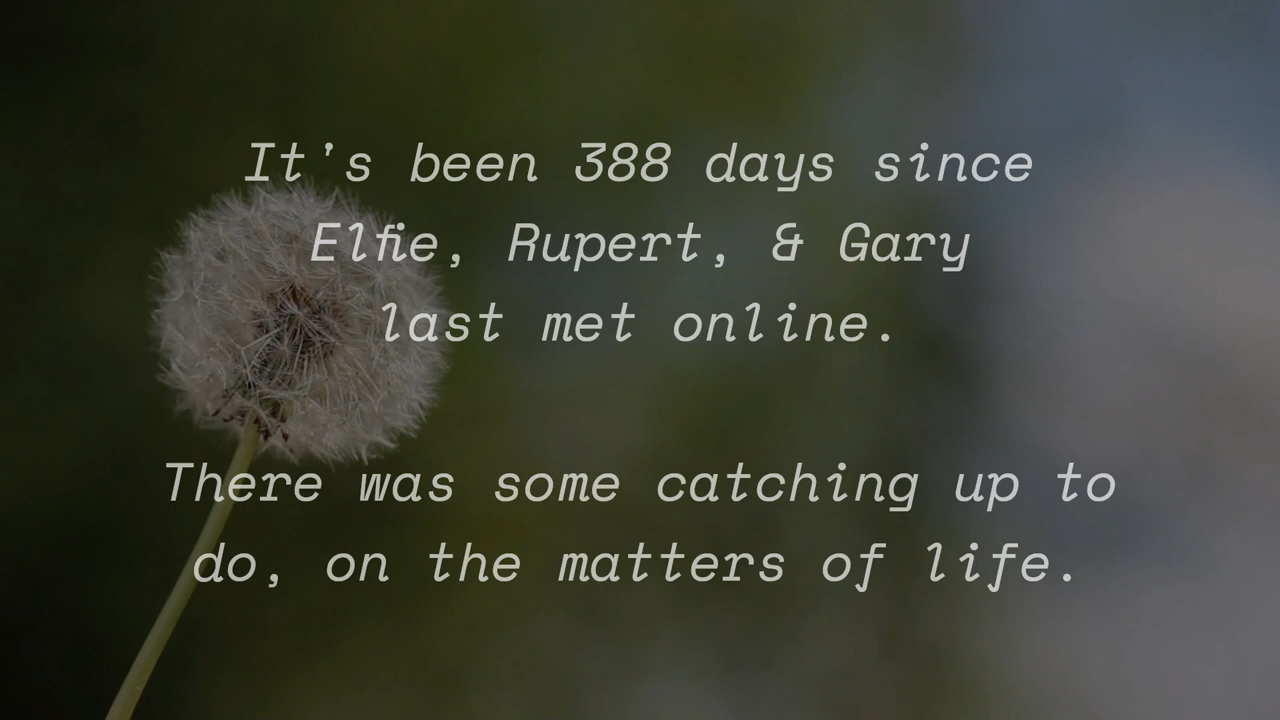 It's been 388 days since
Elfie, Rupert, & Gary
last met online.
There was some catching up to
do, on the matters of life.